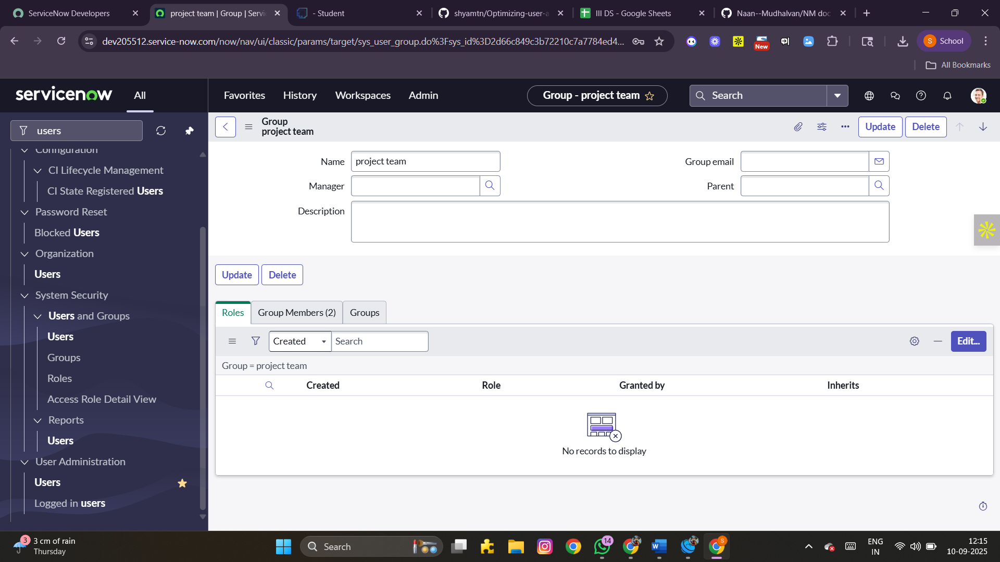 ServiceNow Developers
project team | Group | Servi
- Student
shyamtn/Optimizing-user-a
III DS - Google Sheets
Naan--Mudhalvan/NM doc
dev205512.service-now.com/now/nav/ui/classic/params/target/sys_user_group.do%3Fsys_id%3D2d66c849c3b72210c7a7784ed4...
New
S
School
All Bookmarks
servicenow
All
Favorites
History
Workspaces
Admin
Group - project team
Search
users
Configuration
CI Lifecycle Management
CI State Registered Users
Password Reset
Blocked Users
Organization
Users
System Security
Users and Groups
Users
Groups
Roles
Access Role Detail View
Reports
Users
User Administration
Users
Logged in users
Group
project team
Update
Delete
Name
project team
Group email
Manager
Parent
Description
Update
Delete
Roles
Group Members (2)
Groups
Created
Search
Edit...
Group = project team
Created
Role
Granted by
Inherits
No records to display
3
3 cm of rain
Thursday
Search
14
W
S
ENG
IN
12:15
10-09-2025